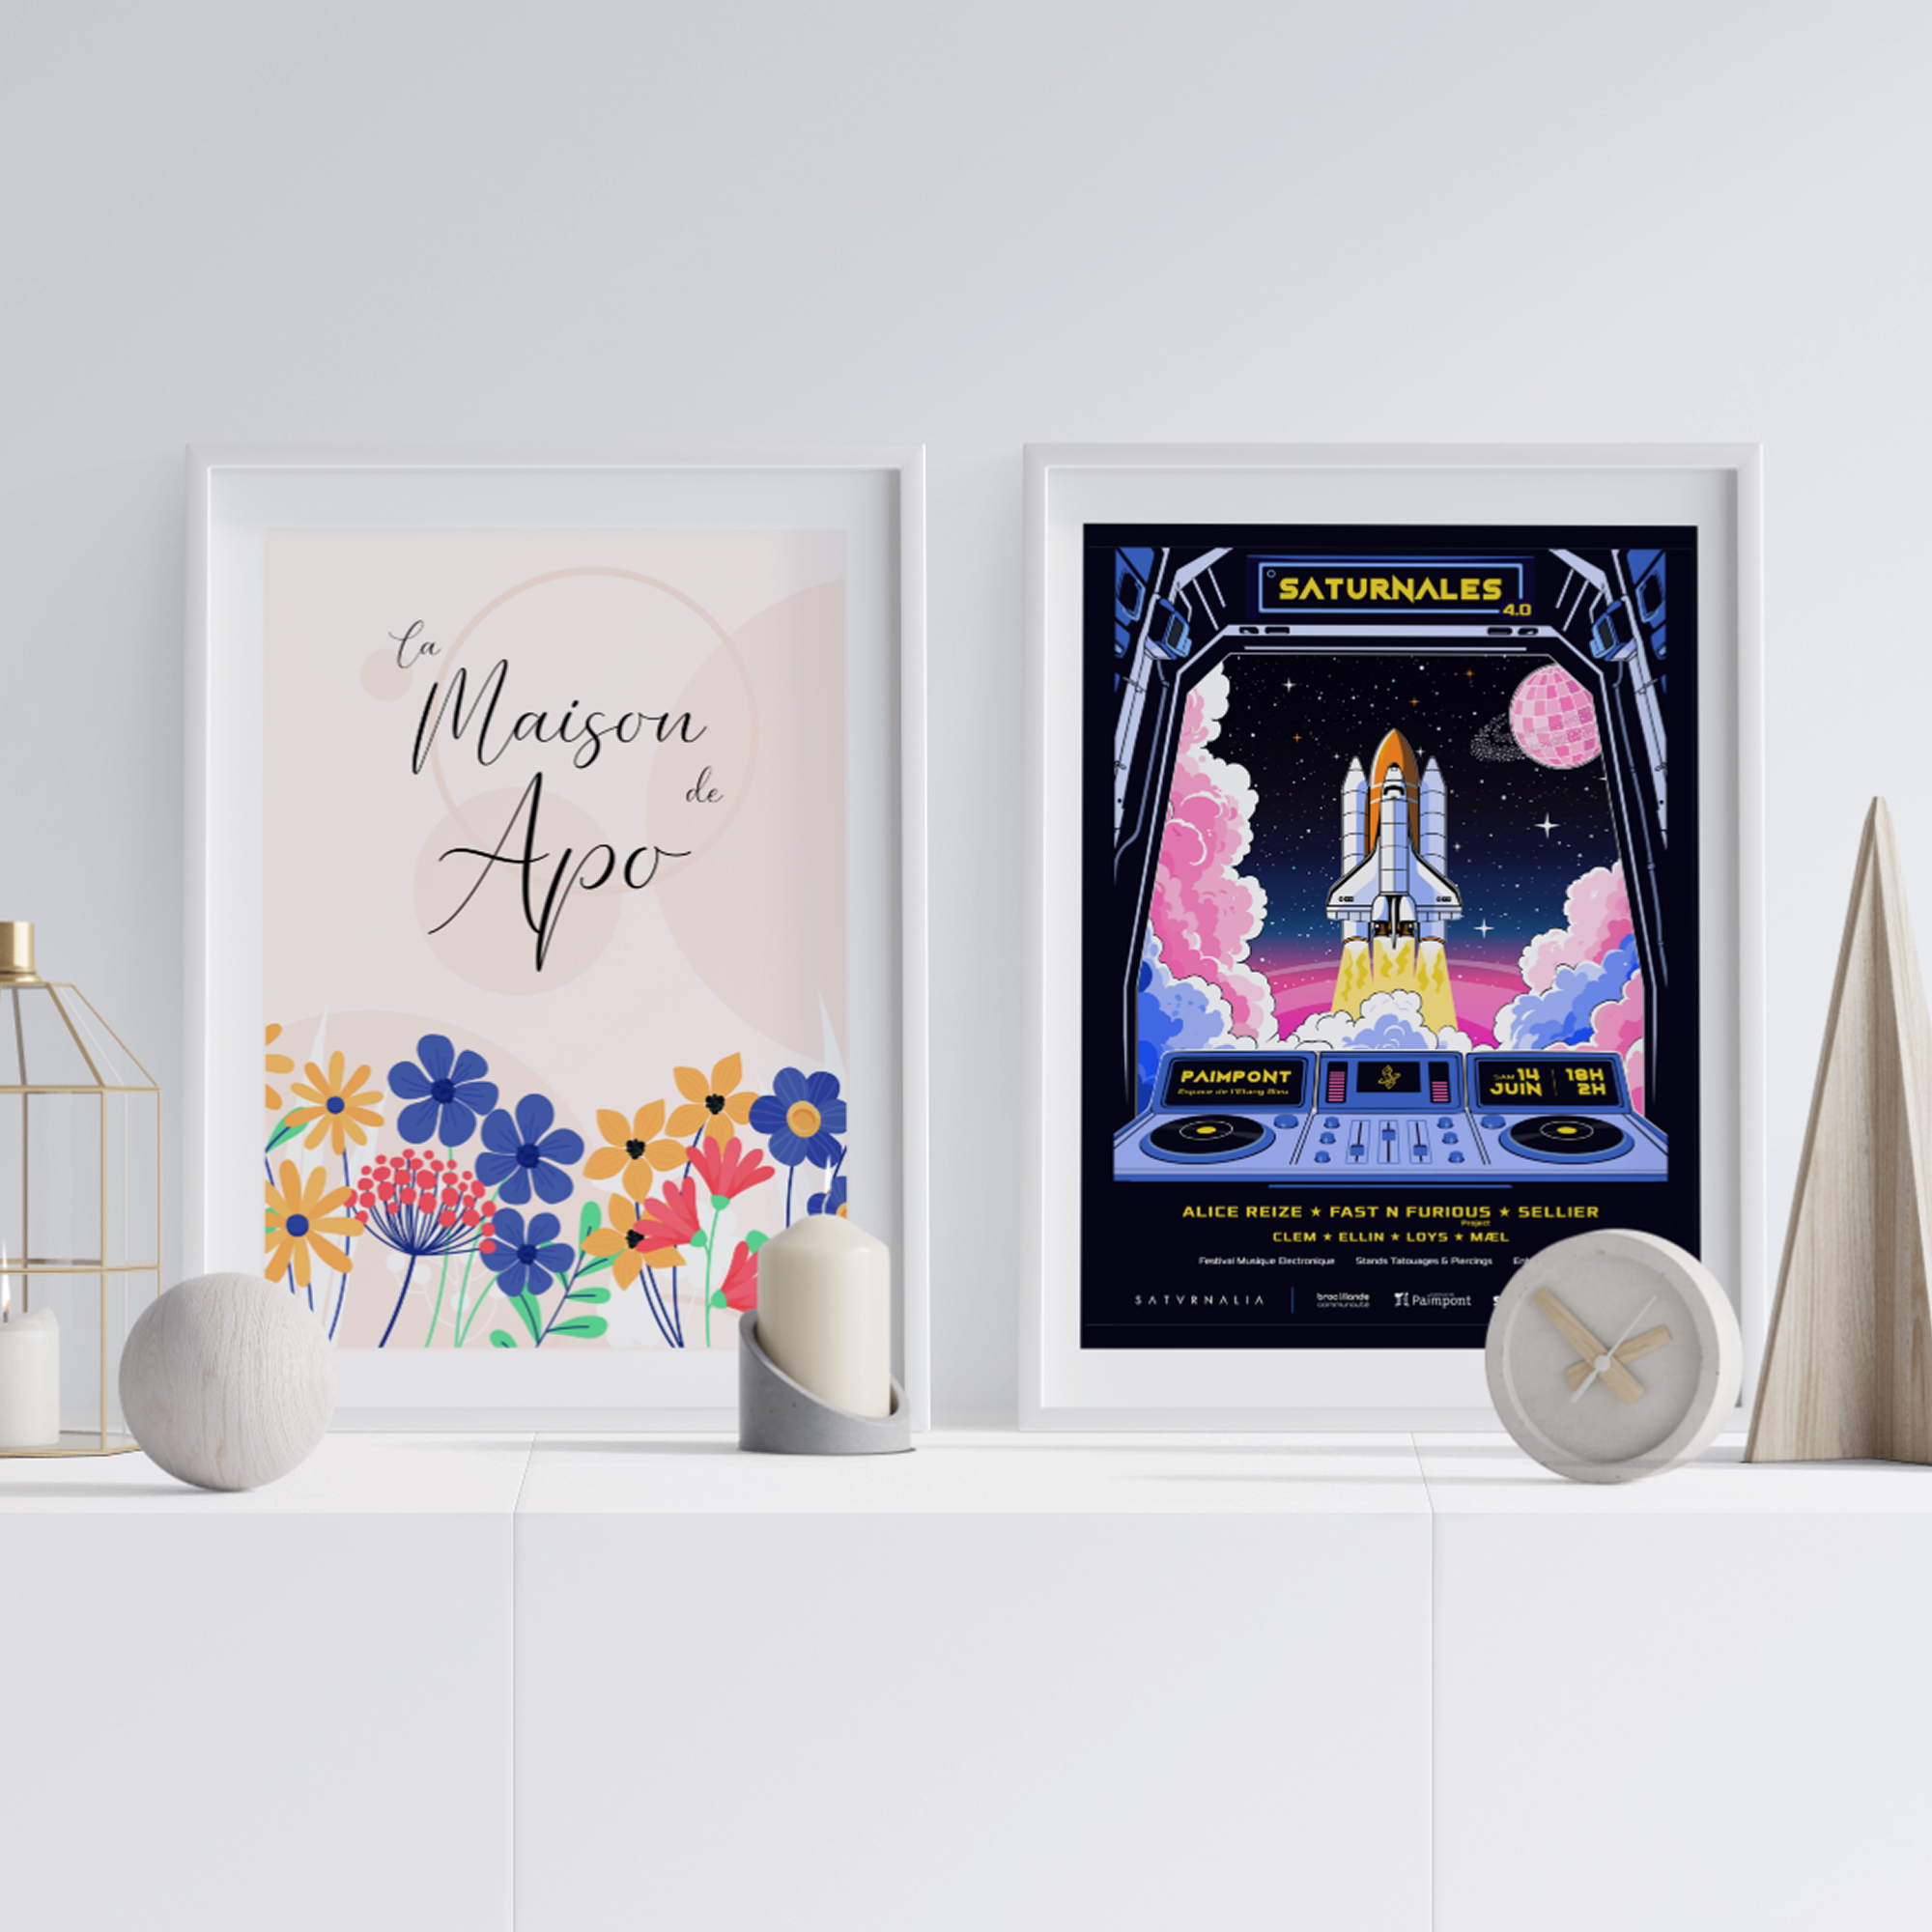 La
Maison
de
Apo
SATURNALES
4.0
PAIMPONT
Espace de l'Etang Bleu
SAM 14
JUIN
18H
2H
ALICE REIZE ★ FAST N FURIOUS ★ SELLIER
Project
CLEM ★ ELLIN ★ LOYS ★ MÆL
Festival Musique Electronique Stands Tatouages & Piercings
SATVRNALIA
brocéliande
communauté
Paimpont